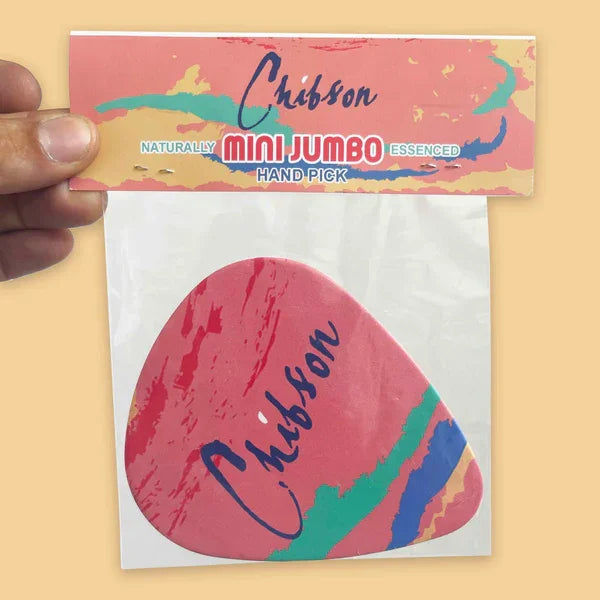 Chibson
NATURALLY MINI JUMBO ESSENCED
HAND PICK
Chibson